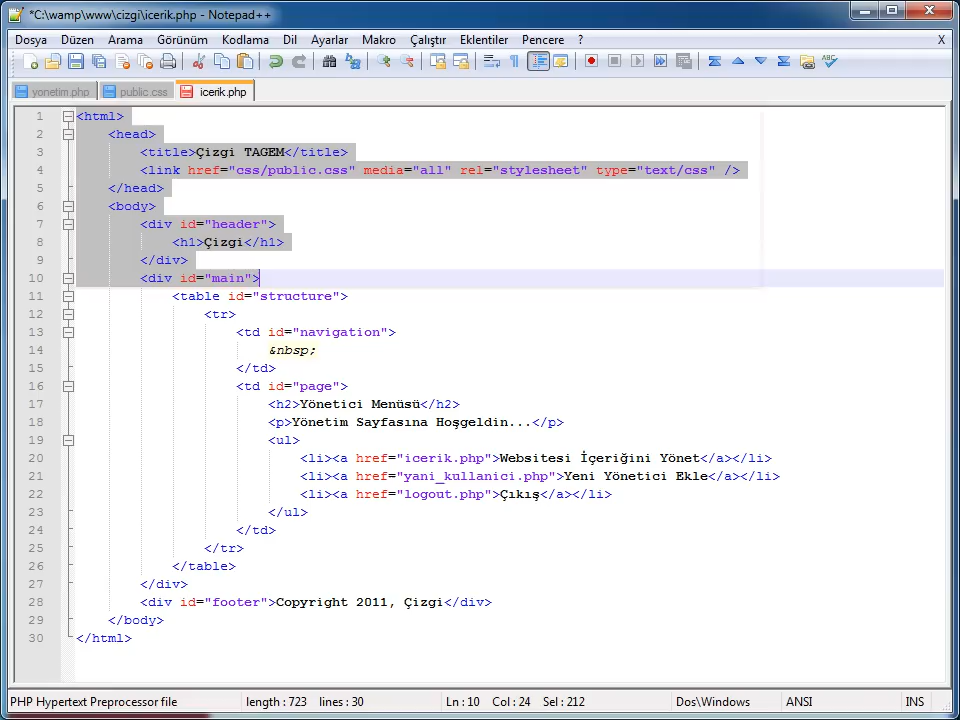 *C:\wamp\www\cizgi\icerik.php - Notepad++
Dosya Düzen Arama Görünüm Kodlama Dil Ayarlar Makro Çalıştır Eklentiler Pencere ? X
yonetim.php public.css icerik.php
1 <html>
2 <head>
3 <title>Çizgi TAGEM</title>
4 <link href="css/public.css" media="all" rel="stylesheet" type="text/css" />
5 </head>
6 <body>
7 <div id="header">
8 <h1>Çizgi</h1>
9 </div>
10 <div id="main">
11 <table id="structure">
12 <tr>
13 <td id="navigation">
14 &nbsp;
15 </td>
16 <td id="page">
17 <h2>Yönetici Menüsü</h2>
18 <p>Yönetim Sayfasına Hoşgeldin...</p>
19 <ul>
20 <li><a href="icerik.php">Websitesi İçeriğini Yönet</a></li>
21 <li><a href="yani_kullanici.php">Yeni Yönetici Ekle</a></li>
22 <li><a href="logout.php">Çıkış</a></li>
23 </ul>
24 </td>
25 </tr>
26 </table>
27 </div>
28 <div id="footer">Copyright 2011, Çizgi</div>
29 </body>
30 </html>
PHP Hypertext Preprocessor file length : 723 lines : 30 Ln : 10 Col : 24 Sel : 212 Dos\Windows ANSI INS